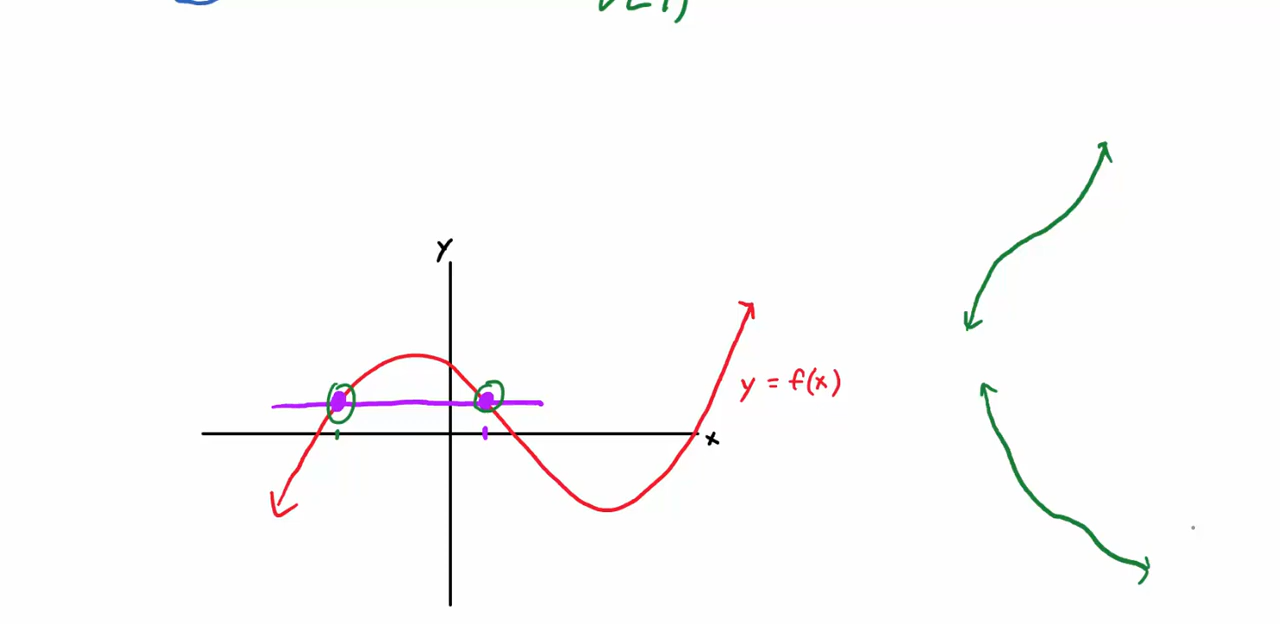 y
y = f(x)
x